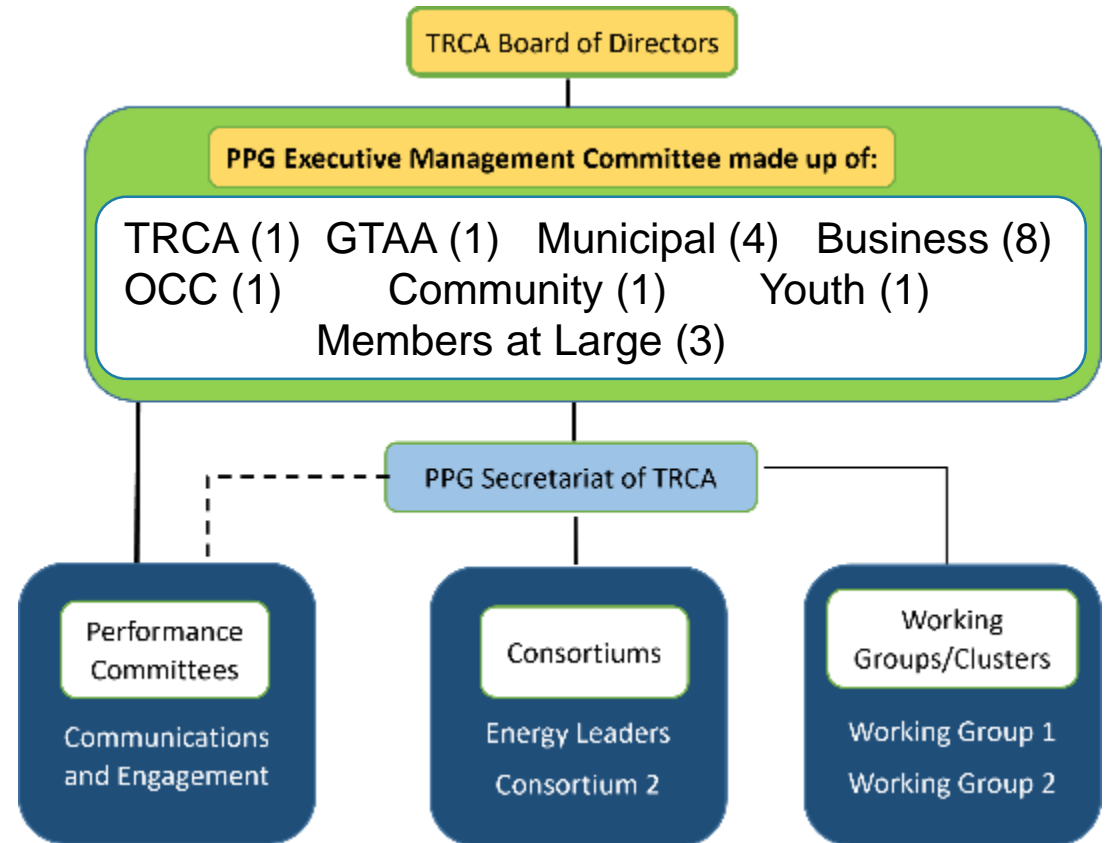 TRCA Board of Directors
PPG Executive Management Committee made up of:
TRCA (1) GTAA (1) Municipal (4) Business (8)
OCC (1) Community (1) Youth (1)
Members at Large (3)
PPG Secretariat of TRCA
Performance
Committees
Communications
and Engagement
Consortiums
Energy Leaders
Consortium 2
Working
Groups/Clusters
Working Group 1
Working Group 2